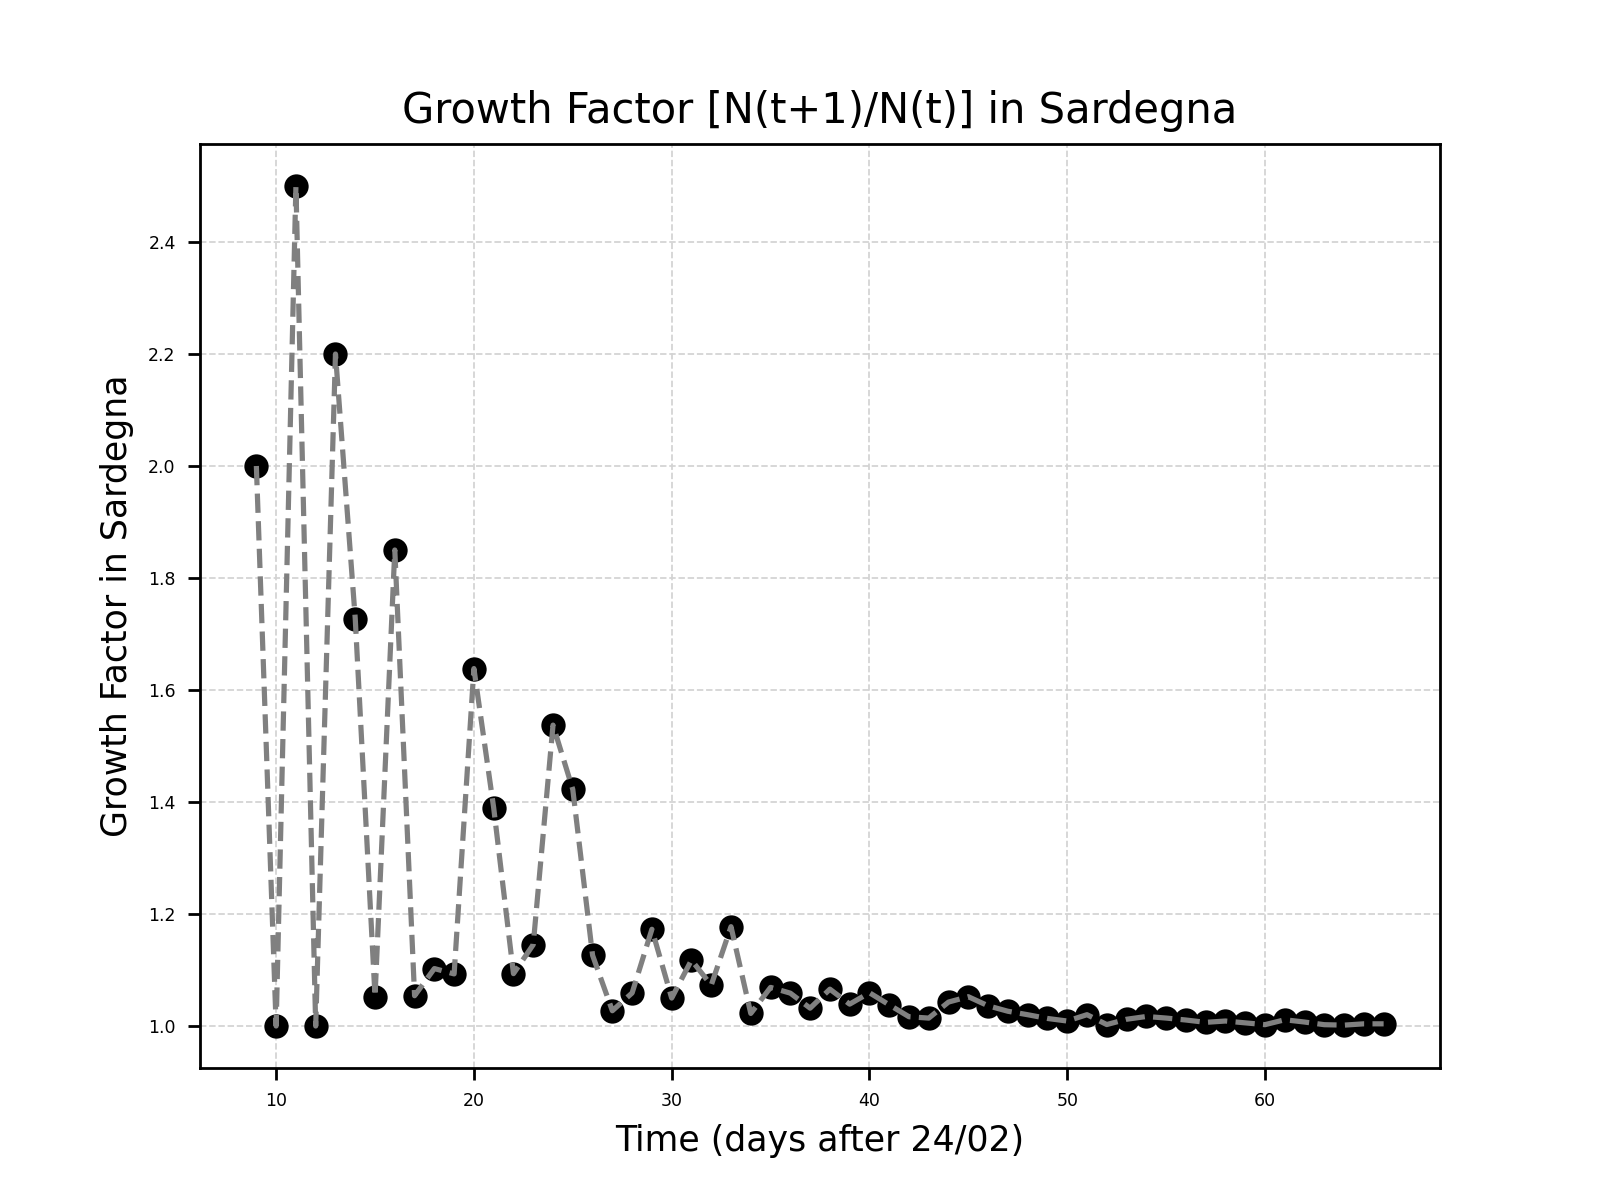 Growth Factor [N(t+1)/N(t)] in Sardegna
Growth Factor in Sardegna
2.4
2.2
2.0
1.8
1.6
1.4
1.2
1.0
10 20 30 40 50 60
Time (days after 24/02)